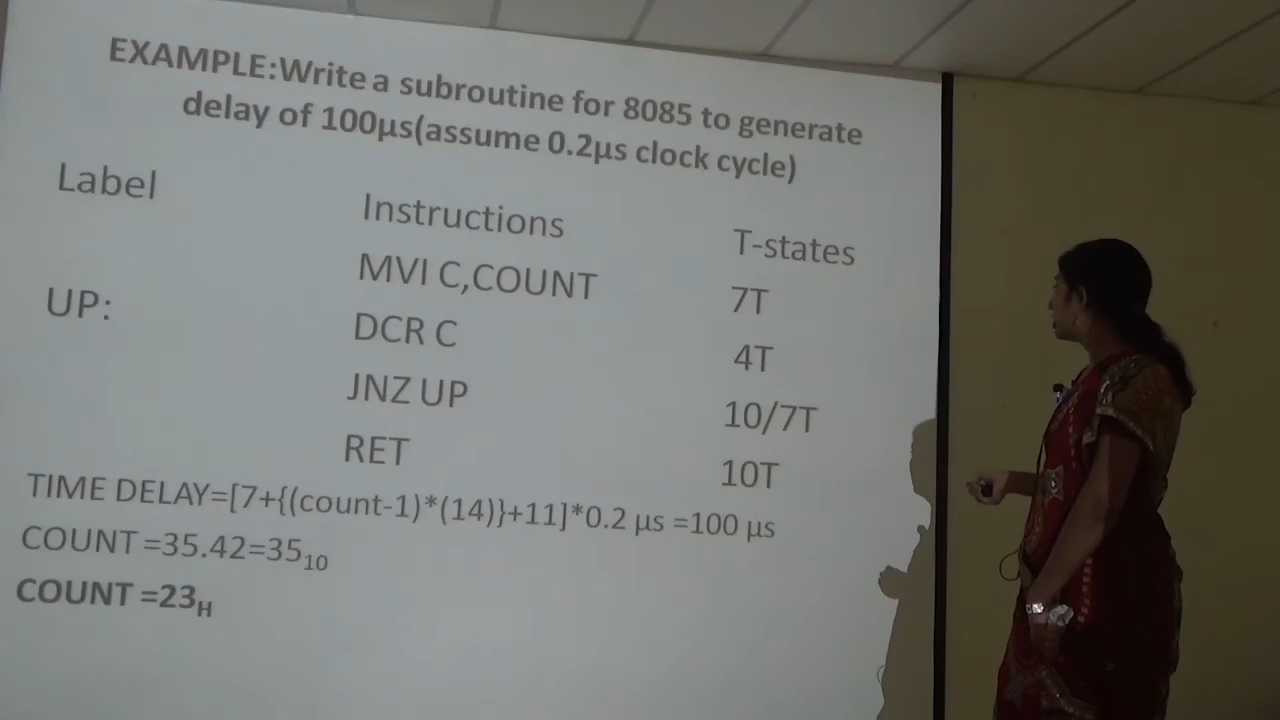 EXAMPLE:Write a subroutine for 8085 to generate
delay of 100µs(assume 0.2µs clock cycle)
Label Instructions T-states
MVI C,COUNT 7T
UP: DCR C 4T
JNZ UP 10/7T
RET 10T
TIME DELAY=[7+{(count-1)*(14)}+11]*0.2 µs =100 µs
COUNT =35.42=35₁₀
COUNT =23H